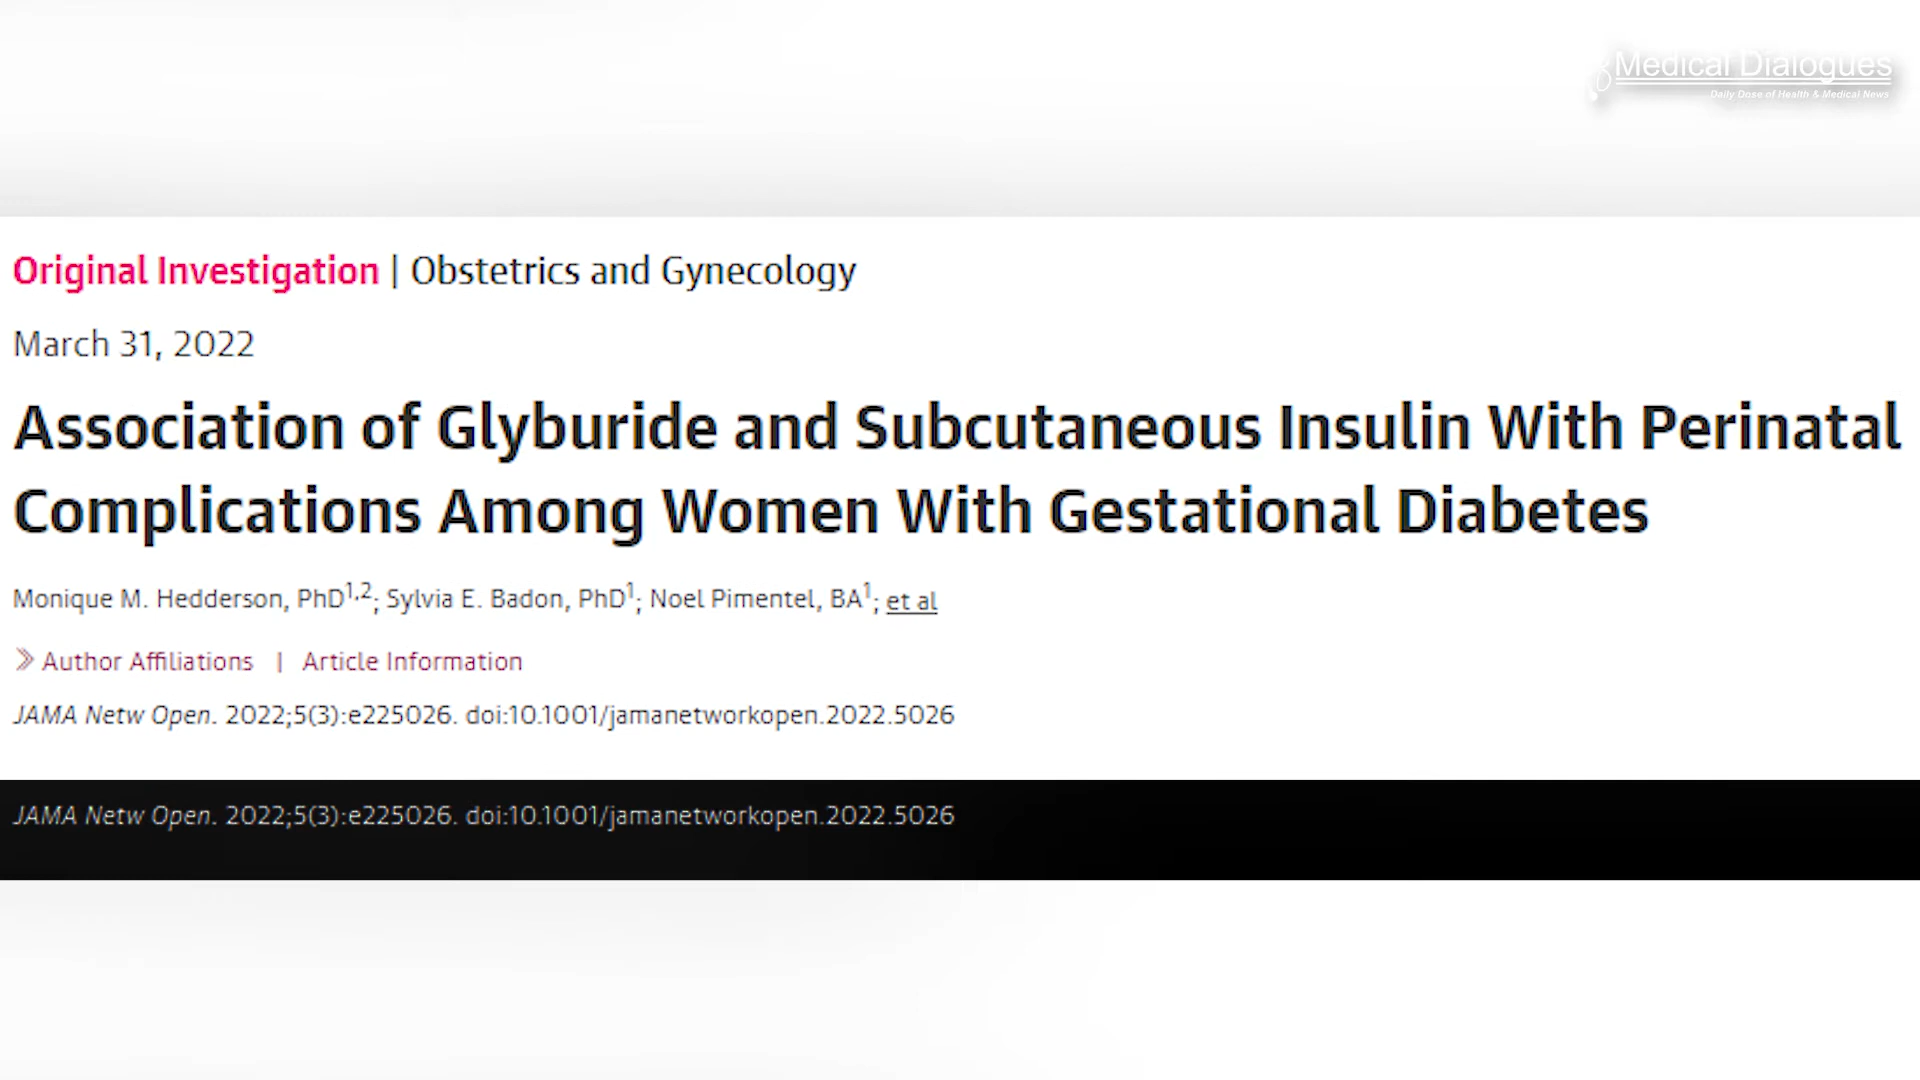 Medical Dialogues
Daily Dose of Health & Medical News
Original Investigation | Obstetrics and Gynecology
March 31, 2022
Association of Glyburide and Subcutaneous Insulin With Perinatal
Complications Among Women With Gestational Diabetes
Monique M. Hedderson, PhD1,2; Sylvia E. Badon, PhD1; Noel Pimentel, BA1; et al
Author Affiliations | Article Information
JAMA Netw Open. 2022;5(3):e225026. doi:10.1001/jamanetworkopen.2022.5026
JAMA Netw Open. 2022;5(3):e225026. doi:10.1001/jamanetworkopen.2022.5026